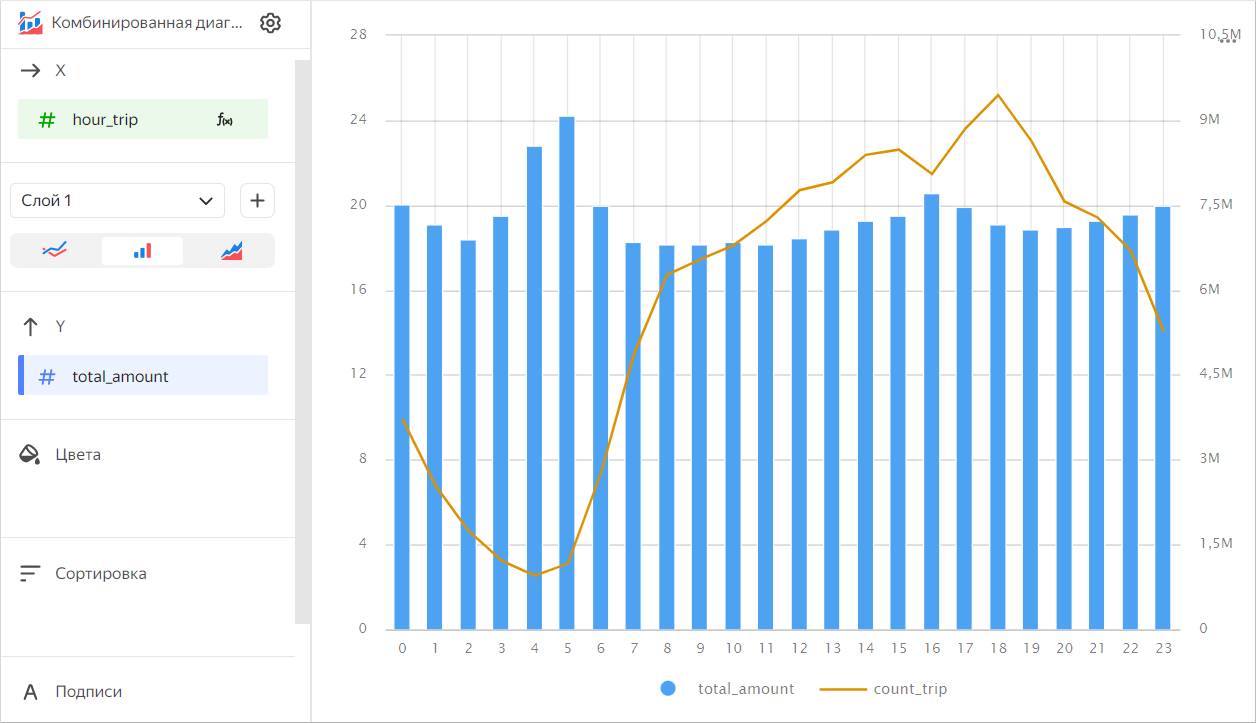 Комбинированная диаг...
X
# hour_trip f(x)
Слой 1
Y
# total_amount
Цвета
Сортировка
Подписи
28
24
20
16
12
8
4
0
10,5M
9M
7,5M
6M
4,5M
3M
1,5M
0
0 1 2 3 4 5 6 7 8 9 10 11 12 13 14 15 16 17 18 19 20 21 22 23
total_amount count_trip